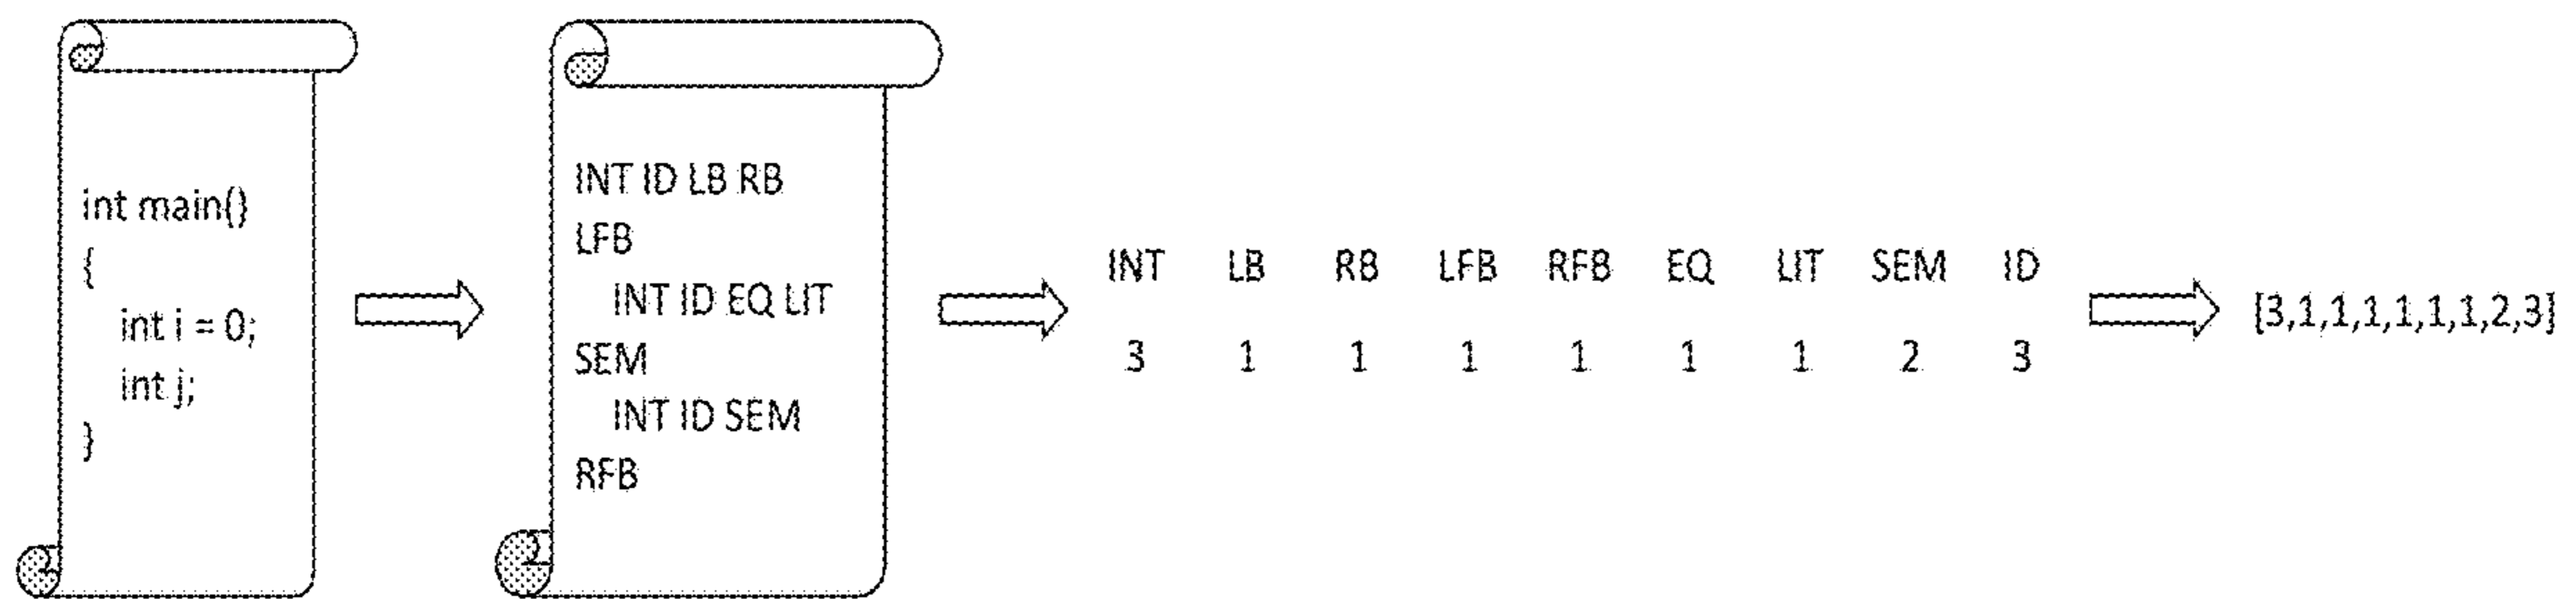 int main()
{
int i = 0;
int j;
}
INT ID LB RB
LFB
INT ID EQ LIT
SEM
INT ID SEM
RFB
INT LB RB LFB RFB EQ LIT SEM ID
3 1 1 1 1 1 1 2 3
[3,1,1,1,1,1,1,2,3]